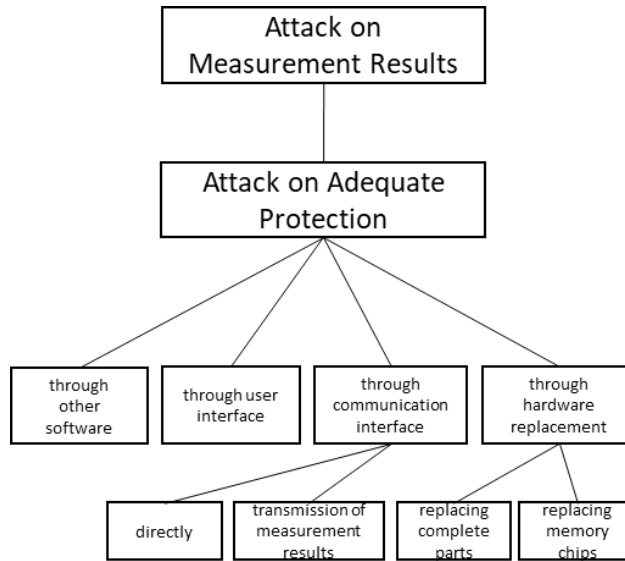 Attack on
Measurement Results
Attack on Adequate
Protection
through
other
software
through user
interface
through
communication
interface
through
hardware
replacement
directly
transmission of
measurement
results
replacing
complete
parts
replacing
memory
chips